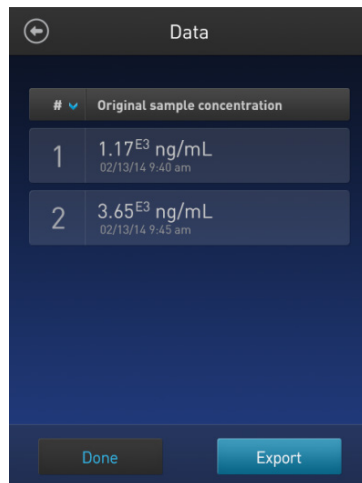 Data
# Original sample concentration
1 1.17E3 ng/mL
02/13/14 9:40 am
2 3.65E3 ng/mL
02/13/14 9:45 am
Done Export